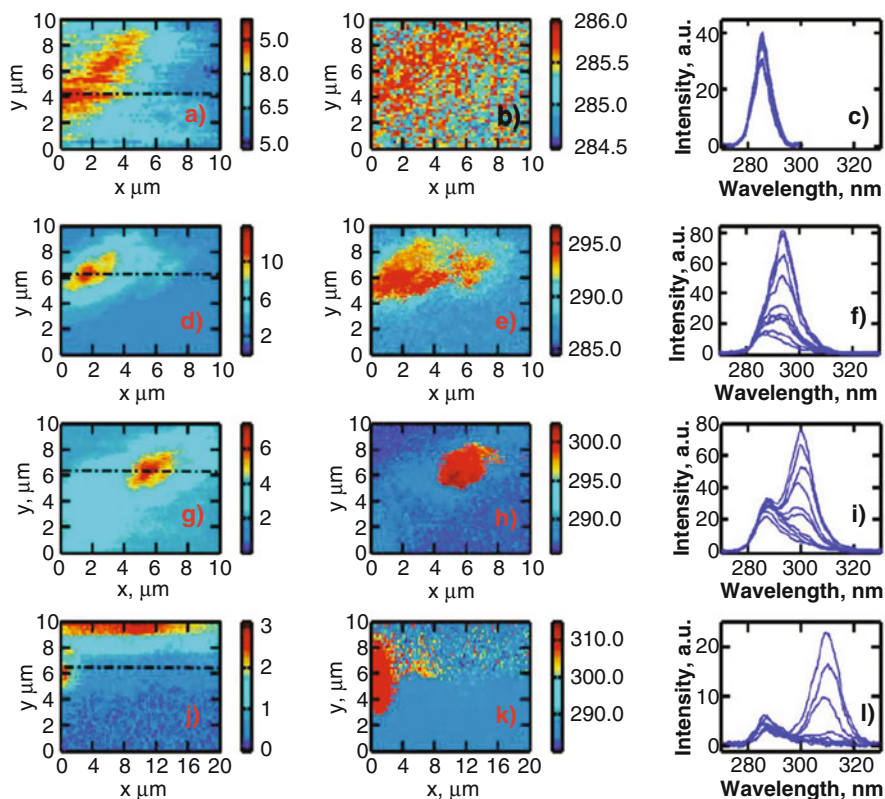 10
8
6
4
2
0
y µm
0 2 4 6 8 10
x µm
a)
5.0
8.0
6.5
5.0
10
8
6
4
2
0
y µm
0 2 4 6 8 10
x µm
b)
286.0
285.5
285.0
284.5
40
20
0
Intensity, a.u.
280 300 320
Wavelength, nm
c)
10
8
6
4
2
0
y µm
0 2 4 6 8 10
x µm
d)
10
6
2
10
8
6
4
2
0
y µm
0 2 4 6 8 10
x µm
e)
295.0
290.0
285.0
80
60
40
20
0
Intensity, a.u.
280 300 320
Wavelength, nm
f)
10
8
6
4
2
0
y, µm
0 2 4 6 8 10
x, µm
g)
6
4
2
10
8
6
4
2
0
y µm
0 2 4 6 8 10
x µm
h)
300.0
295.0
290.0
80
60
40
20
0
Intensity, a.u.
280 300 320
Wavelength, nm
i)
10
8
6
4
2
0
y µm
0 4 8 12 16 20
x µm
j)
3
2
1
0
10
8
6
4
2
0
y, µm
0 4 8 12 16 20
x, µm
k)
310.0
300.0
290.0
20
10
0
Intensity, a.u.
280 300 320
Wavelength, nm
l)